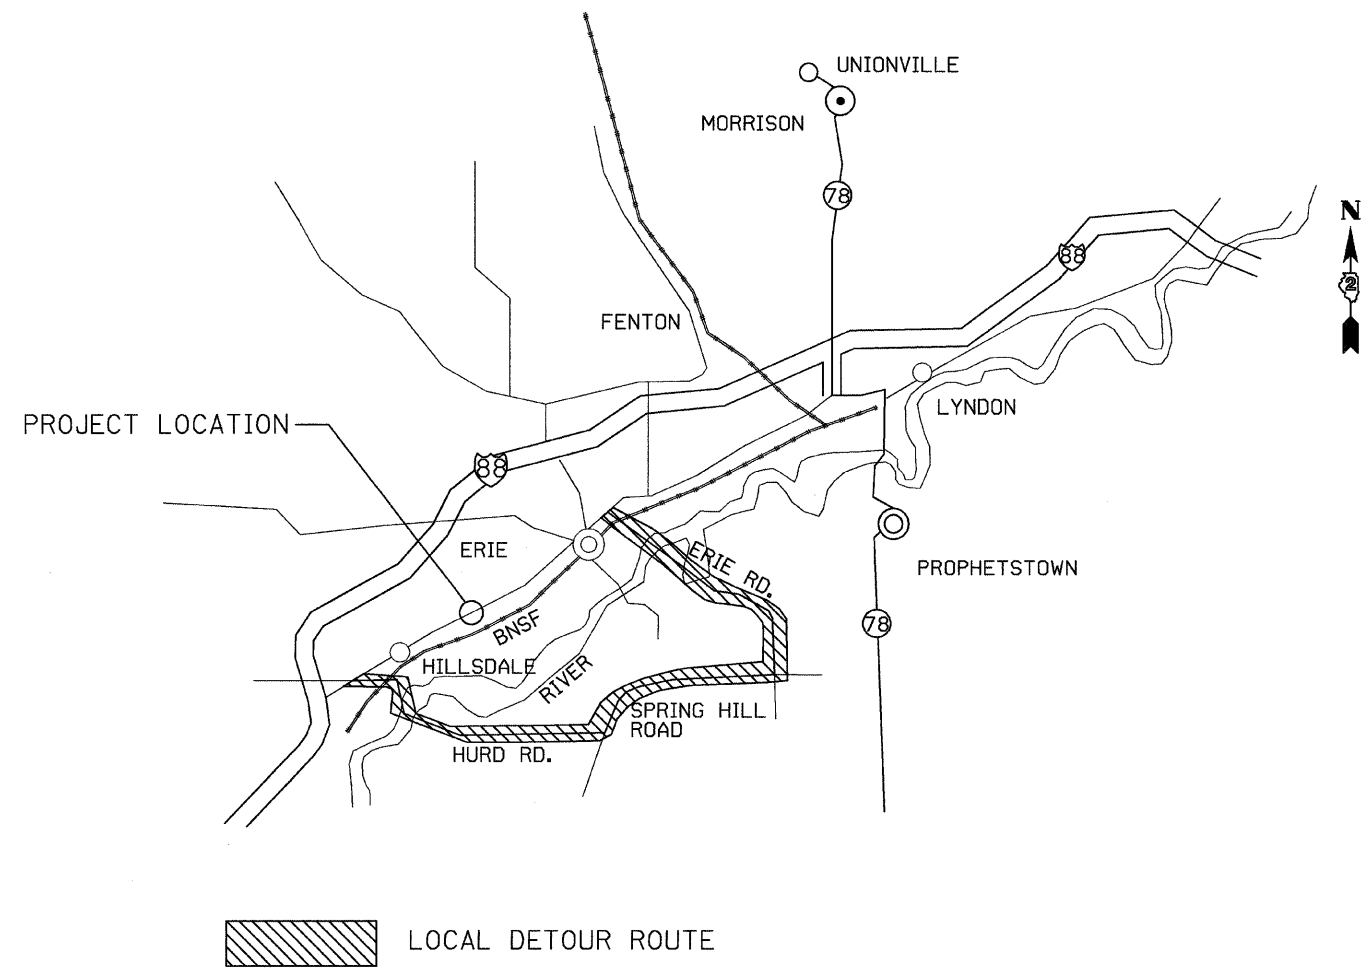 UNIONVILLE
MORRISON
78
N
88
2
FENTON
LYNDON
PROJECT LOCATION
88
ERIE
ERIE RD.
PROPHETSTOWN
78
BNSF
HILLSDALE
RIVER
SPRING HILL
ROAD
HURD RD.
LOCAL DETOUR ROUTE